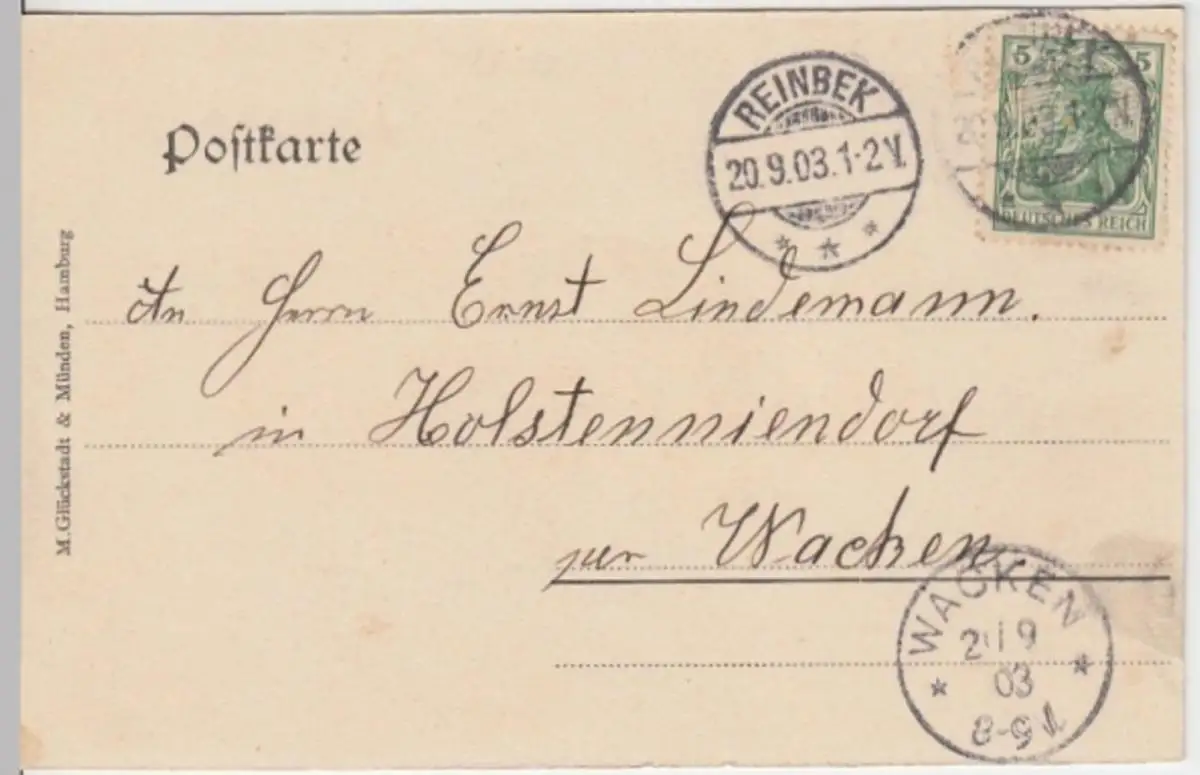 Postkarte
REINBEK
20.9.03.1-2V.
5 5
DEUTSCHES REICH
An Herrn Ernst Lindemann.
in Holstenniendorf
per Wacken
WACKEN
9
03
8-9V
M. Glückstadt & Münden, Hamburg